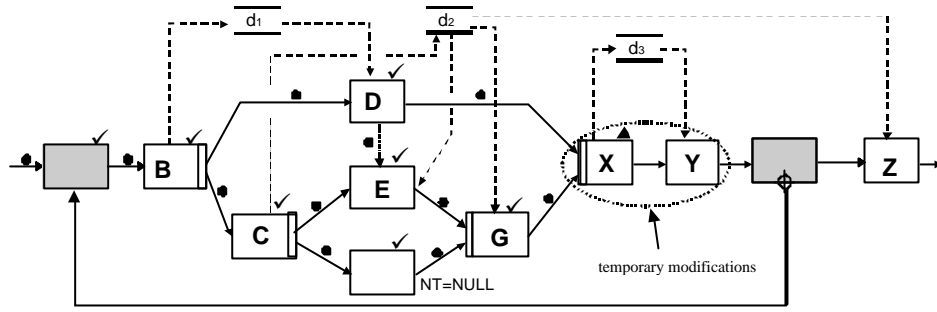 d1
d2
d3
D
B
X
Y
Z
E
C
G
temporary modifications
NT=NULL